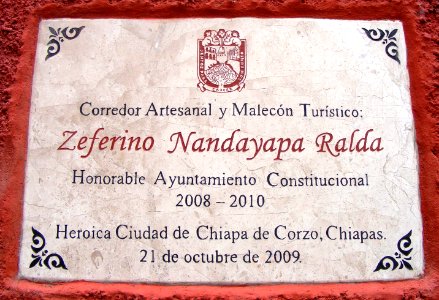 Corredor Artesanal y Malecón Turístico:
Zeferino Nandayapa Ralda
Honorable Ayuntamiento Constitucional
2008 – 2010
Heroica Ciudad de Chiapa de Corzo, Chiapas.
21 de octubre de 2009.